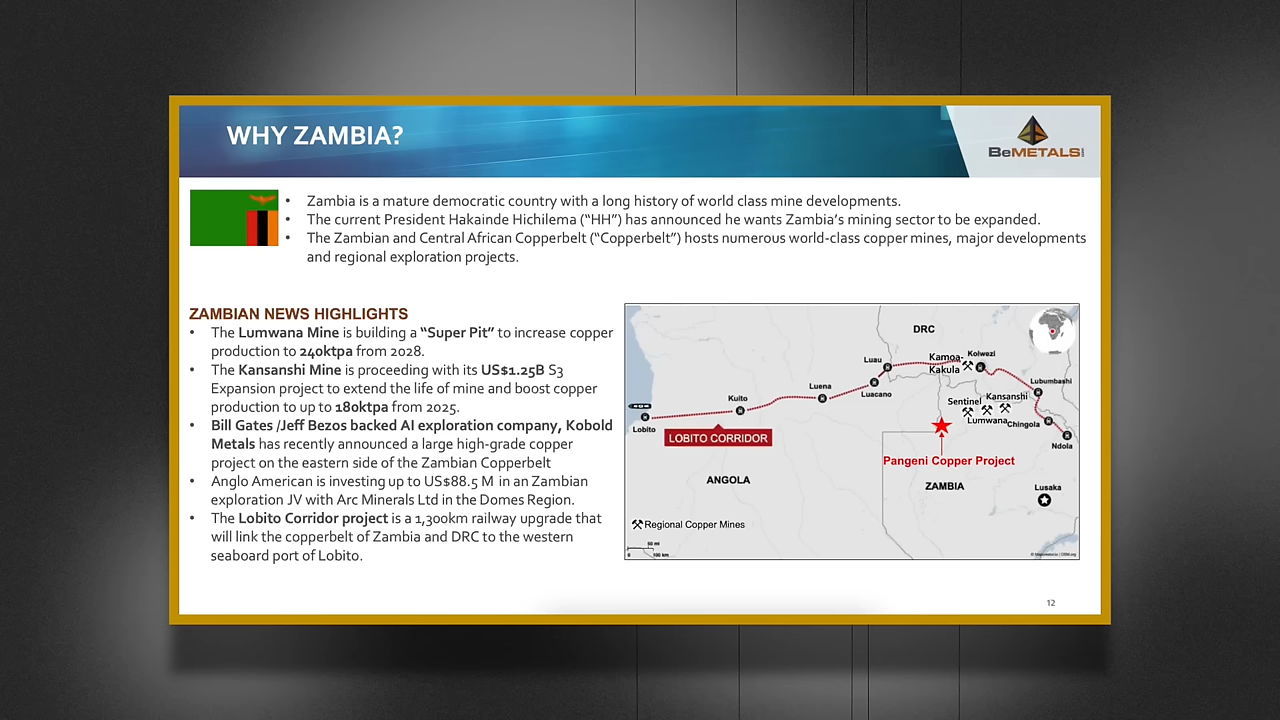 WHY ZAMBIA?
BeMETALS
• Zambia is a mature democratic country with a long history of world class mine developments.
• The current President Hakainde Hichilema (“HH”) has announced he wants Zambia’s mining sector to be expanded.
• The Zambian and Central African Copperbelt (“Copperbelt”) hosts numerous world-class copper mines, major developments
and regional exploration projects.
ZAMBIAN NEWS HIGHLIGHTS
• The Lumwana Mine is building a “Super Pit” to increase copper
production to 240ktpa from 2028.
• The Kansanshi Mine is proceeding with its US$1.25B S3
Expansion project to extend the life of mine and boost copper
production to up to 180ktpa from 2025.
• Bill Gates /Jeff Bezos backed AI exploration company, Kobold
Metals has recently announced a large high-grade copper
project on the eastern side of the Zambian Copperbelt
• Anglo American is investing up to US$88.5 M in an Zambian
exploration JV with Arc Minerals Ltd in the Domes Region.
• The Lobito Corridor project is a 1,300km railway upgrade that
will link the copperbelt of Zambia and DRC to the western
seaboard port of Lobito.
DRC
Luau
Kamoa-
Kakula
Kolwezi
Luena
Luacano
Lubumbashi
Kuito
Sentinel
Kansanshi
Lumwana
Chingola
Lobito
LOBITO CORRIDOR
Ndola
Pangeni Copper Project
ANGOLA
ZAMBIA
Lusaka
Regional Copper Mines
50 mi
0 100 km
12